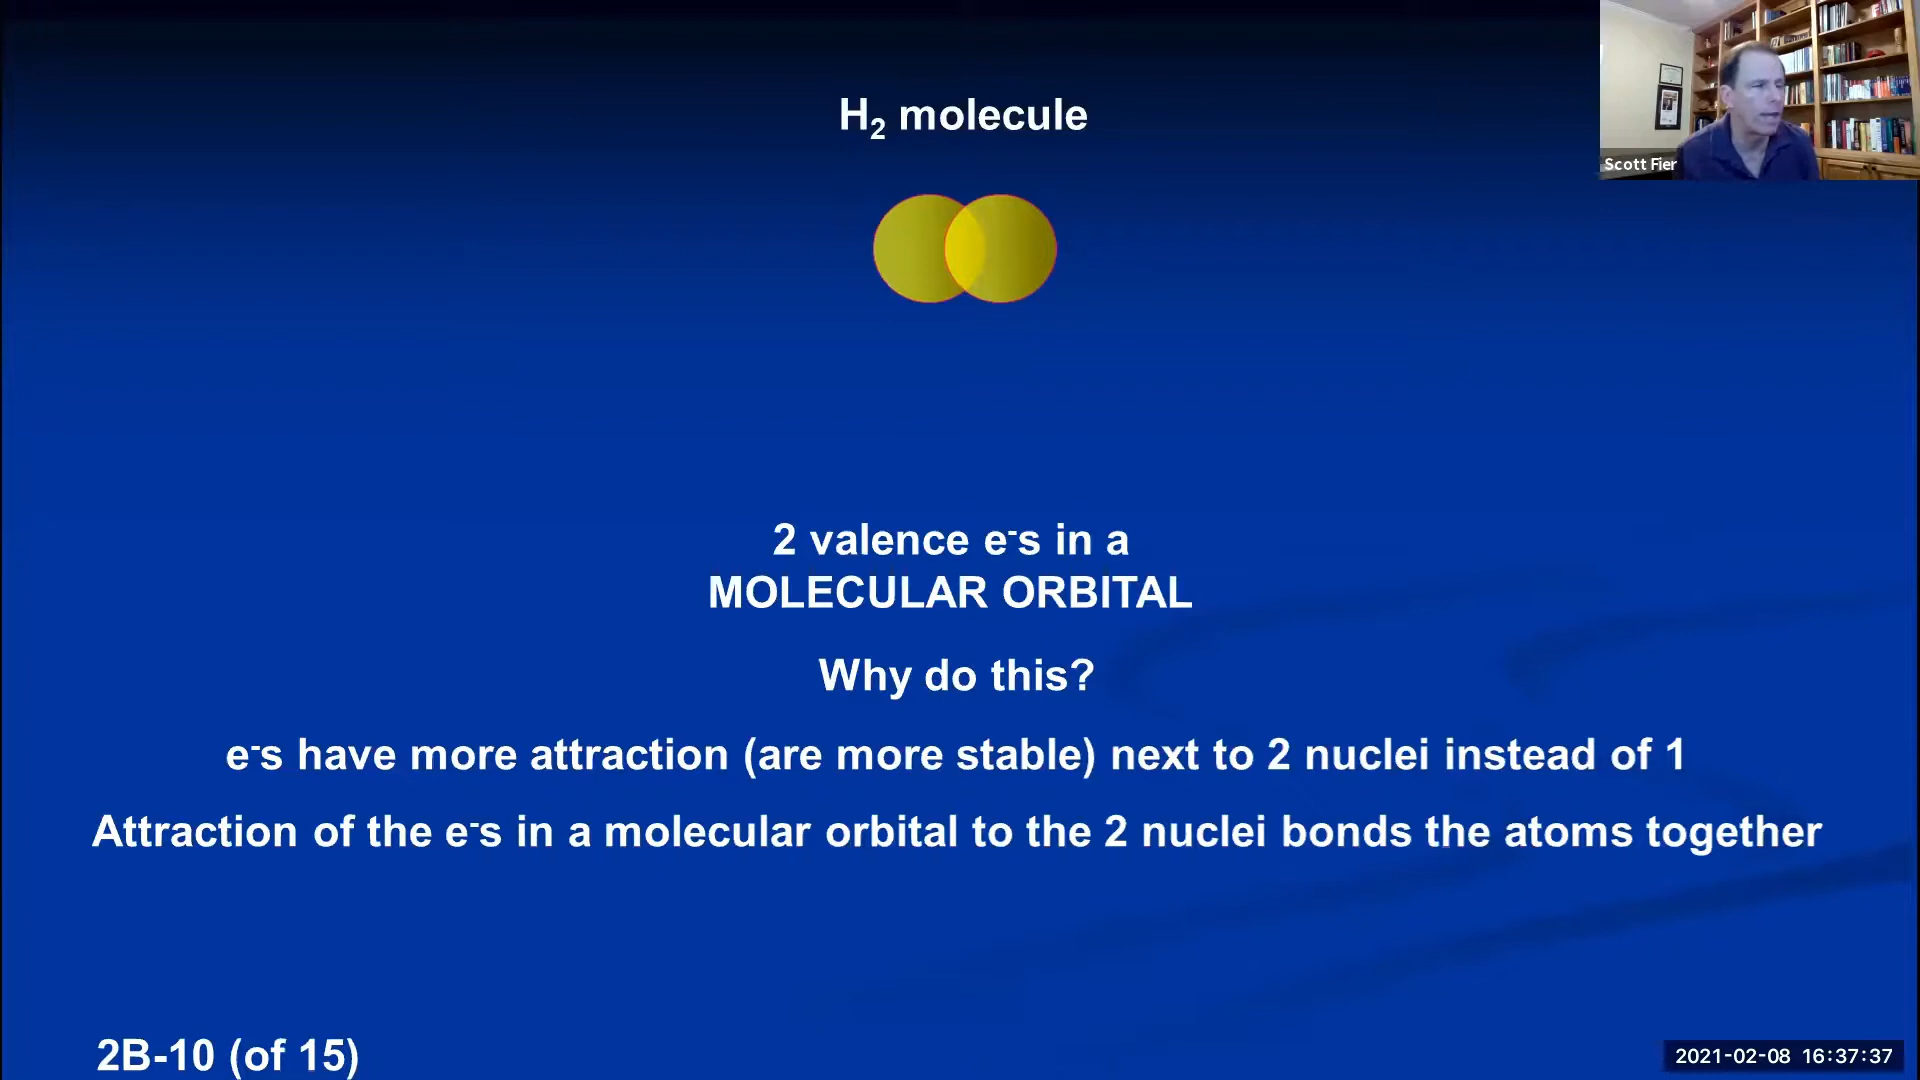 H₂ molecule
Scott Fier
2 valence e⁻s in a
MOLECULAR ORBITAL
Why do this?
e⁻s have more attraction (are more stable) next to 2 nuclei instead of 1
Attraction of the e⁻s in a molecular orbital to the 2 nuclei bonds the atoms together
2B-10 (of 15)
2021-02-08 16:37:37